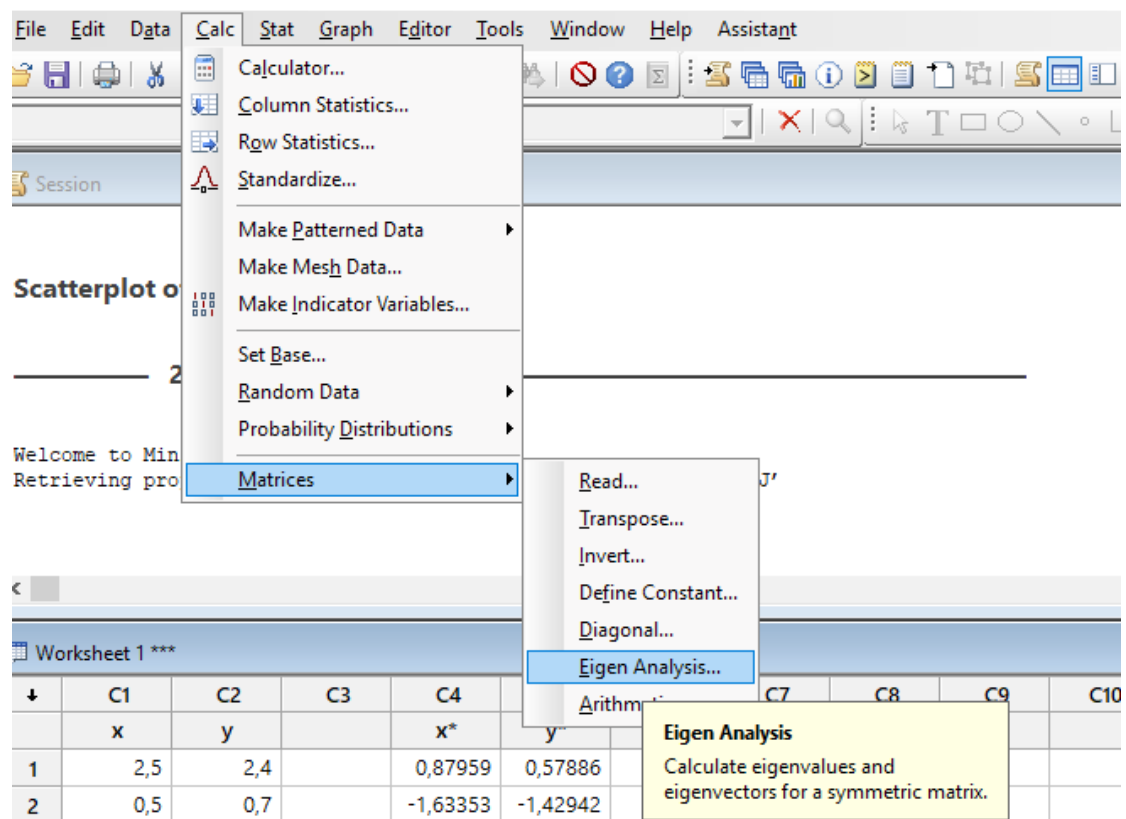 File Edit Data Calc Stat Graph Editor Tools Window Help Assistant
Calculator...
Column Statistics...
Row Statistics...
Standardize...
Make Patterned Data
Make Mesh Data...
Make Indicator Variables...
Set Base...
Random Data
Probability Distributions
Matrices
Read...
Transpose...
Invert...
Define Constant...
Diagonal...
Eigen Analysis...
Eigen Analysis
Calculate eigenvalues and
eigenvectors for a symmetric matrix.
Session
Scatterplot
2
Welcome to Min
Retrieving pro J'
Worksheet 1 ***
C1 C2 C3 C4 C7 C8 C9 C10
x y x* y*
1 2,5 2,4 0,87959 0,57886
2 0,5 0,7 -1,63353 -1,42942